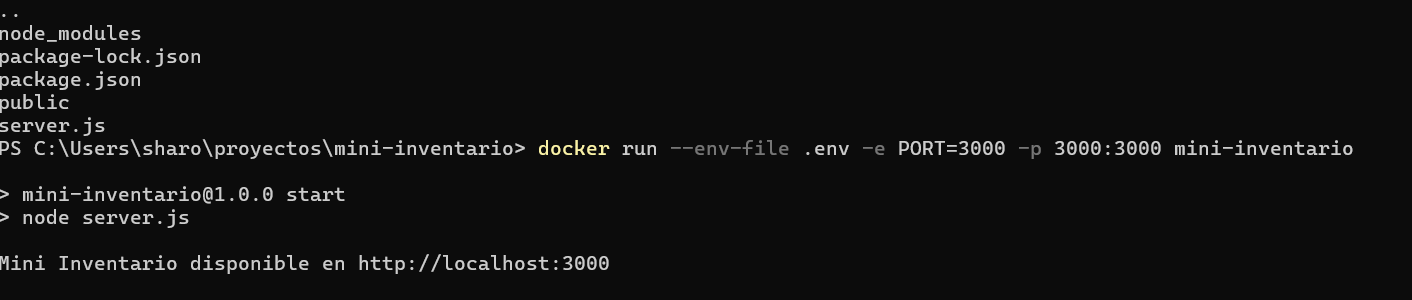 ..
node_modules
package-lock.json
package.json
public
server.js
PS C:\Users\sharo\proyectos\mini-inventario> docker run --env-file .env -e PORT=3000 -p 3000:3000 mini-inventario
> mini-inventario@1.0.0 start
> node server.js
Mini Inventario disponible en http://localhost:3000